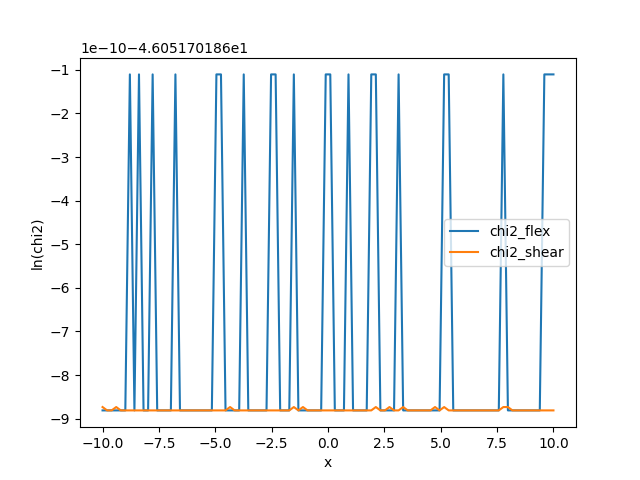 1e−10−4.605170186e1
−1
−2
−3
−4
−5
−6
−7
−8
−9
ln(chi2)
chi2_flex
chi2_shear
−10.0 −7.5 −5.0 −2.5 0.0 2.5 5.0 7.5 10.0
x